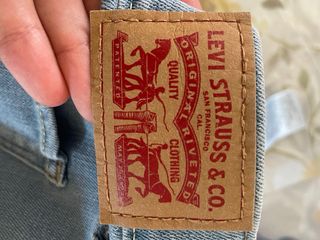 LEVI STRAUSS & CO.
SAN FRANCISCO
CAL
ORIGINAL RIVETED
QUALITY CLOTHING
PATENTED